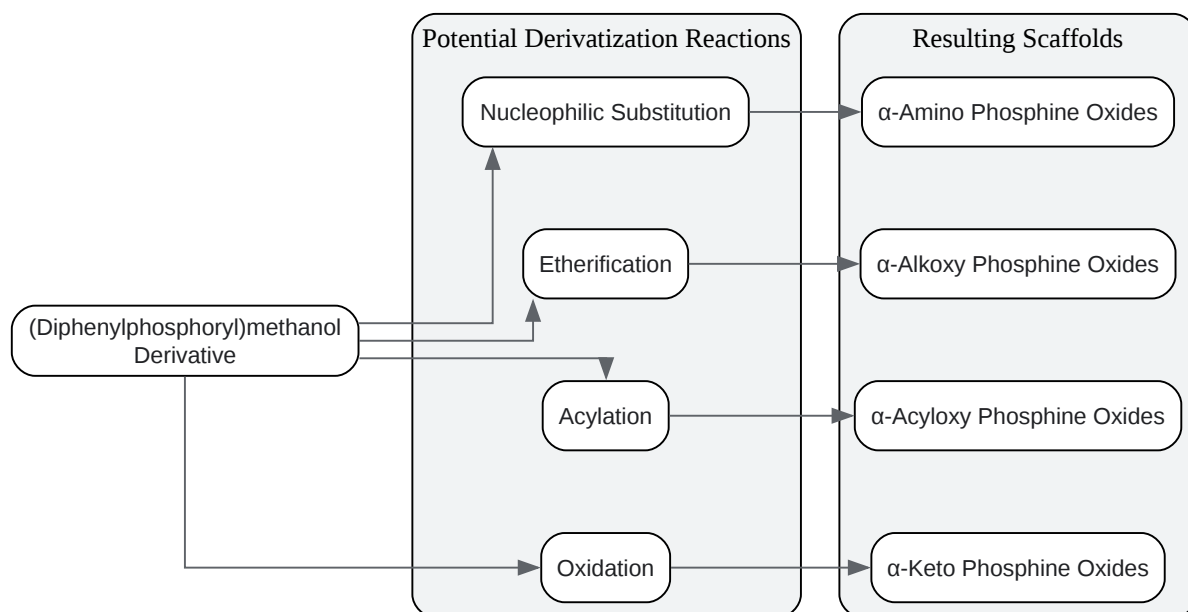 Potential Derivatization Reactions
Resulting Scaffolds
Nucleophilic Substitution
α-Amino Phosphine Oxides
Etherification
α-Alkoxy Phosphine Oxides
(Diphenylphosphoryl)methanol
Derivative
Acylation
α-Acyloxy Phosphine Oxides
Oxidation
α-Keto Phosphine Oxides